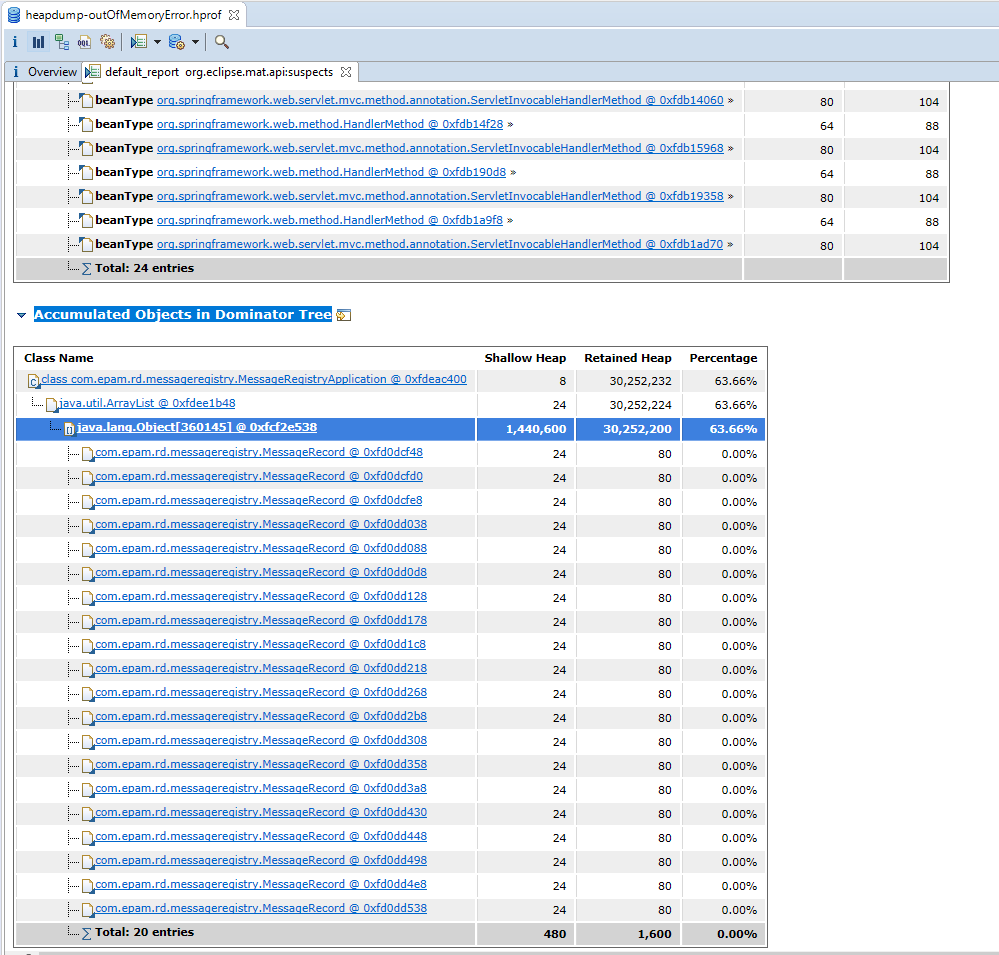 heapdump-outOfMemoryError.hprof
Overview default_report org.eclipse.mat.api:suspects
beanType org.springframework.web.servlet.mvc.method.annotation.ServletInvocableHandlerMethod @ 0xfdb14060 » 80 104
beanType org.springframework.web.method.HandlerMethod @ 0xfdb14f28 » 64 88
beanType org.springframework.web.servlet.mvc.method.annotation.ServletInvocableHandlerMethod @ 0xfdb15968 » 80 104
beanType org.springframework.web.method.HandlerMethod @ 0xfdb190d8 » 64 88
beanType org.springframework.web.servlet.mvc.method.annotation.ServletInvocableHandlerMethod @ 0xfdb19358 » 80 104
beanType org.springframework.web.method.HandlerMethod @ 0xfdb1a9f8 » 64 88
beanType org.springframework.web.servlet.mvc.method.annotation.ServletInvocableHandlerMethod @ 0xfdb1ad70 » 80 104
∑ Total: 24 entries
Accumulated Objects in Dominator Tree
Class Name Shallow Heap Retained Heap Percentage
class com.epam.rd.messageregistry.MessageRegistryApplication @ 0xfdeac400 8 30,252,232 63.66%
java.util.ArrayList @ 0xfdee1b48 24 30,252,224 63.66%
java.lang.Object[360145] @ 0xfcf2e538 1,440,600 30,252,200 63.66%
com.epam.rd.messageregistry.MessageRecord @ 0xfd0dcf48 24 80 0.00%
com.epam.rd.messageregistry.MessageRecord @ 0xfd0dcfd0 24 80 0.00%
com.epam.rd.messageregistry.MessageRecord @ 0xfd0dcfe8 24 80 0.00%
com.epam.rd.messageregistry.MessageRecord @ 0xfd0dd038 24 80 0.00%
com.epam.rd.messageregistry.MessageRecord @ 0xfd0dd088 24 80 0.00%
com.epam.rd.messageregistry.MessageRecord @ 0xfd0dd0d8 24 80 0.00%
com.epam.rd.messageregistry.MessageRecord @ 0xfd0dd128 24 80 0.00%
com.epam.rd.messageregistry.MessageRecord @ 0xfd0dd178 24 80 0.00%
com.epam.rd.messageregistry.MessageRecord @ 0xfd0dd1c8 24 80 0.00%
com.epam.rd.messageregistry.MessageRecord @ 0xfd0dd218 24 80 0.00%
com.epam.rd.messageregistry.MessageRecord @ 0xfd0dd268 24 80 0.00%
com.epam.rd.messageregistry.MessageRecord @ 0xfd0dd2b8 24 80 0.00%
com.epam.rd.messageregistry.MessageRecord @ 0xfd0dd308 24 80 0.00%
com.epam.rd.messageregistry.MessageRecord @ 0xfd0dd358 24 80 0.00%
com.epam.rd.messageregistry.MessageRecord @ 0xfd0dd3a8 24 80 0.00%
com.epam.rd.messageregistry.MessageRecord @ 0xfd0dd430 24 80 0.00%
com.epam.rd.messageregistry.MessageRecord @ 0xfd0dd448 24 80 0.00%
com.epam.rd.messageregistry.MessageRecord @ 0xfd0dd498 24 80 0.00%
com.epam.rd.messageregistry.MessageRecord @ 0xfd0dd4e8 24 80 0.00%
com.epam.rd.messageregistry.MessageRecord @ 0xfd0dd538 24 80 0.00%
∑ Total: 20 entries 480 1,600 0.00%